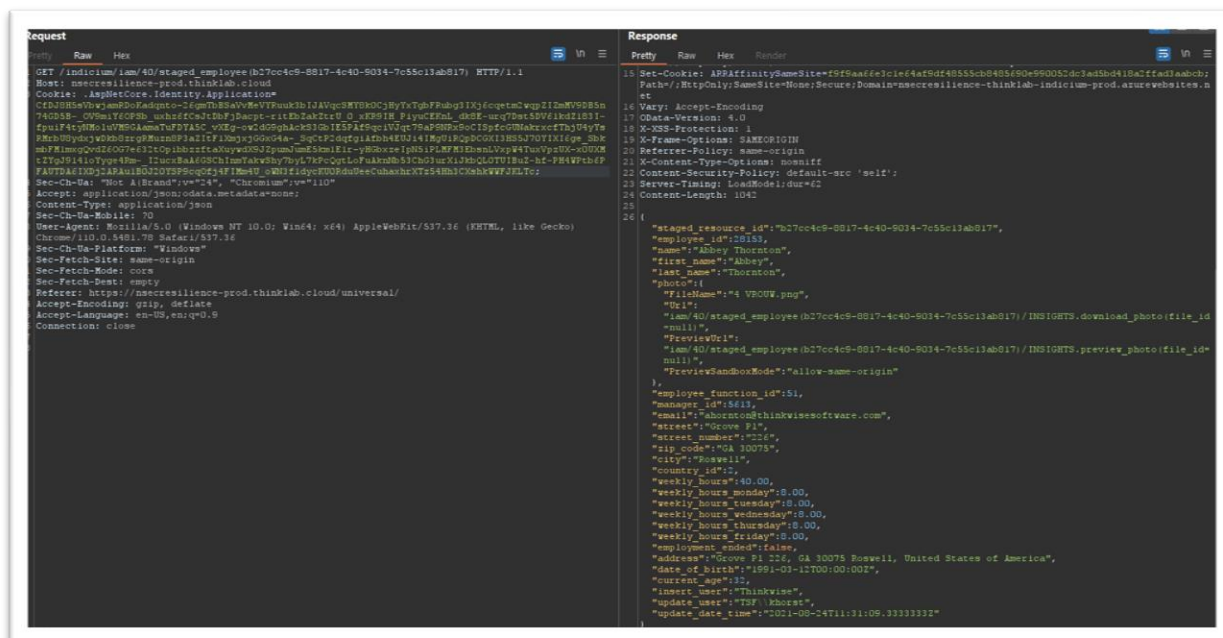 Request
Pretty Raw Hex
\n
GET /indicium/iam/40/staged_employee(b27cc4c9-8817-4c40-9034-7c55c13ab817) HTTP/1.1
Host: nsecresilience-prod.thinklab.cloud
Cookie: .AspNetCore.Identity.Application=
Sec-Ch-Ua: "Not A(Brand";v="24", "Chromium";v="110"
Accept: application/json;odata.metadata=none;
Content-Type: application/json
Sec-Ch-Ua-Mobile: ?0
User-Agent: Mozilla/5.0 (Windows NT 10.0; Win64; x64) AppleWebKit/537.36 (KHTML, like Gecko)
Chrome/110.0.5481.78 Safari/537.36
Sec-Ch-Ua-Platform: "Windows"
Sec-Fetch-Site: same-origin
Sec-Fetch-Mode: cors
Sec-Fetch-Dest: empty
Referer: https://nsecresilience-prod.thinklab.cloud/universal/
Accept-Encoding: gzip, deflate
Accept-Language: en-US,en;q=0.9
Connection: close
Response
Pretty Raw Hex Render
\n
15 Set-Cookie:
Path=/;HttpOnly;SameSite=None;Secure;Domain=nsecresilience-thinklab-indicium-prod.azurewebsites.n
et
16 Vary: Accept-Encoding
17 OData-Version: 4.0
18 X-XSS-Protection: 1
19 X-Frame-Options: SAMEORIGIN
20 Referrer-Policy: same-origin
21 X-Content-Type-Options: nosniff
22 Content-Security-Policy: default-src 'self';
23 Server-Timing: LoadModel;dur=62
24 Content-Length: 1042
25
26 {
"staged_resource_id":"b27cc4c9-8817-4c40-9034-7c55c13ab817",
"employee_id":28153,
"name":"Abbey Thornton",
"first_name":"Abbey",
"last_name":"Thornton",
"photo":{
"FileName":"4 VROUW.png",
"Url":
"iam/40/staged_employee(b27cc4c9-8817-4c40-9034-7c55c13ab817)/INSIGHTS.download_photo(file_id
=null)",
"PreviewUrl":
"iam/40/staged_employee(b27cc4c9-8817-4c40-9034-7c55c13ab817)/INSIGHTS.preview_photo(file_id=
null)",
"PreviewSandboxMode":"allow-same-origin"
},
"employee_function_id":51,
"manager_id":5613,
"email":"ahornton@thinkwisesoftware.com",
"street":"Grove Pl",
"street_number":"226",
"zip_code":"GA 30075",
"city":"Roswell",
"country_id":2,
"weekly_hours":40.00,
"weekly_hours_monday":8.00,
"weekly_hours_tuesday":8.00,
"weekly_hours_wednesday":8.00,
"weekly_hours_thursday":8.00,
"weekly_hours_friday":8.00,
"employment_ended":false,
"address":"Grove Pl 226, GA 30075 Roswell, United States of America",
"date_of_birth":"1991-03-12T00:00:00Z",
"current_age":32,
"insert_user":"Thinkwise",
"update_user":"TSF\\khorst",
"update_date_time":"2021-08-24T11:31:09.3333333Z"